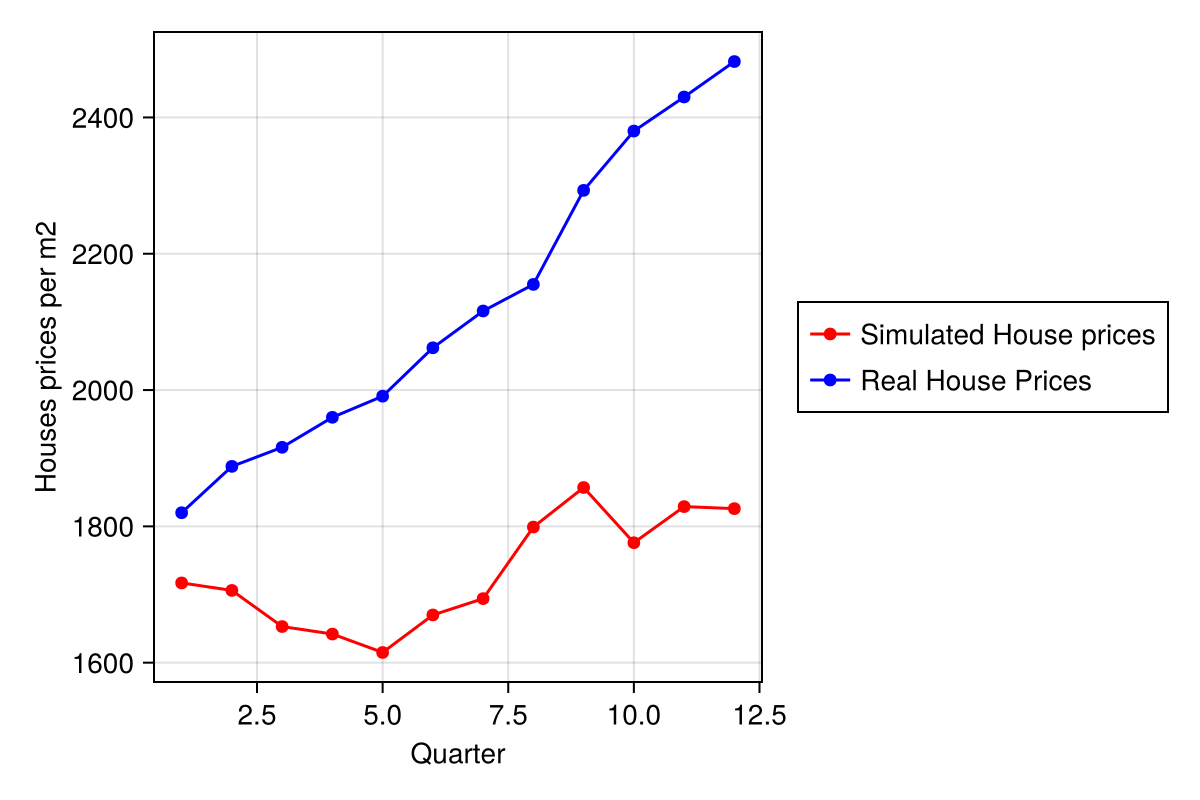 Houses prices per m2
2400
2200
2000
1800
1600
2.5 5.0 7.5 10.0 12.5
Quarter
Simulated House prices
Real House Prices